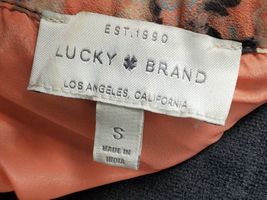 EST. 1990
LUCKY BRAND
LOS ANGELES, CALIFORNIA
S
MADE IN
INDIA